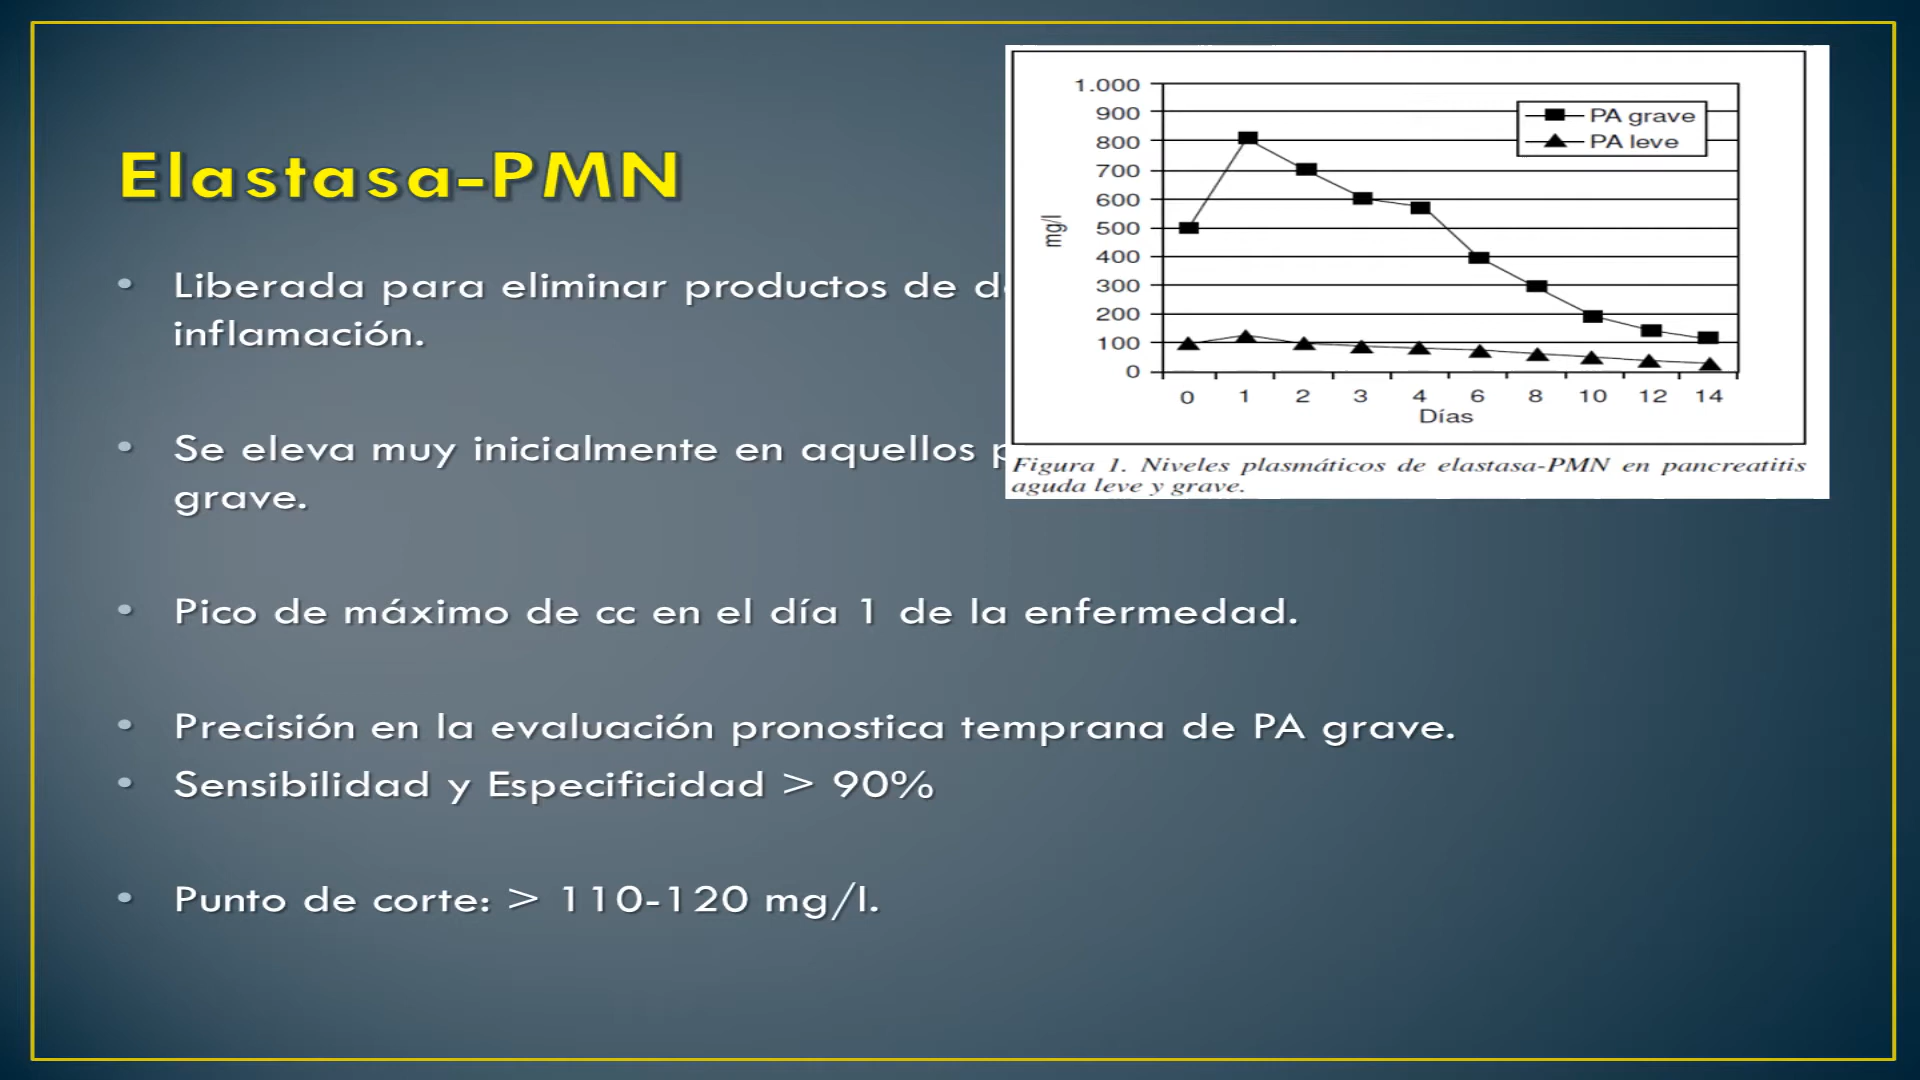 Elastasa-PMN
Liberada para eliminar productos de
inflamación.
Se eleva muy inicialmente en aquellos
grave.
Pico de máximo de cc en el día 1 de la enfermedad.
Precisión en la evaluación pronostica temprana de PA grave.
Sensibilidad y Especificidad > 90%
Punto de corte: > 110-120 mg/l.
1.000
900
800
700
600
500
400
300
200
100
0
mg/l
PA grave
PA leve
0 1 2 3 4 6 8 10 12 14
Días
Figura 1. Niveles plasmáticos de elastasa-PMN en pancreatitis
aguda leve y grave.